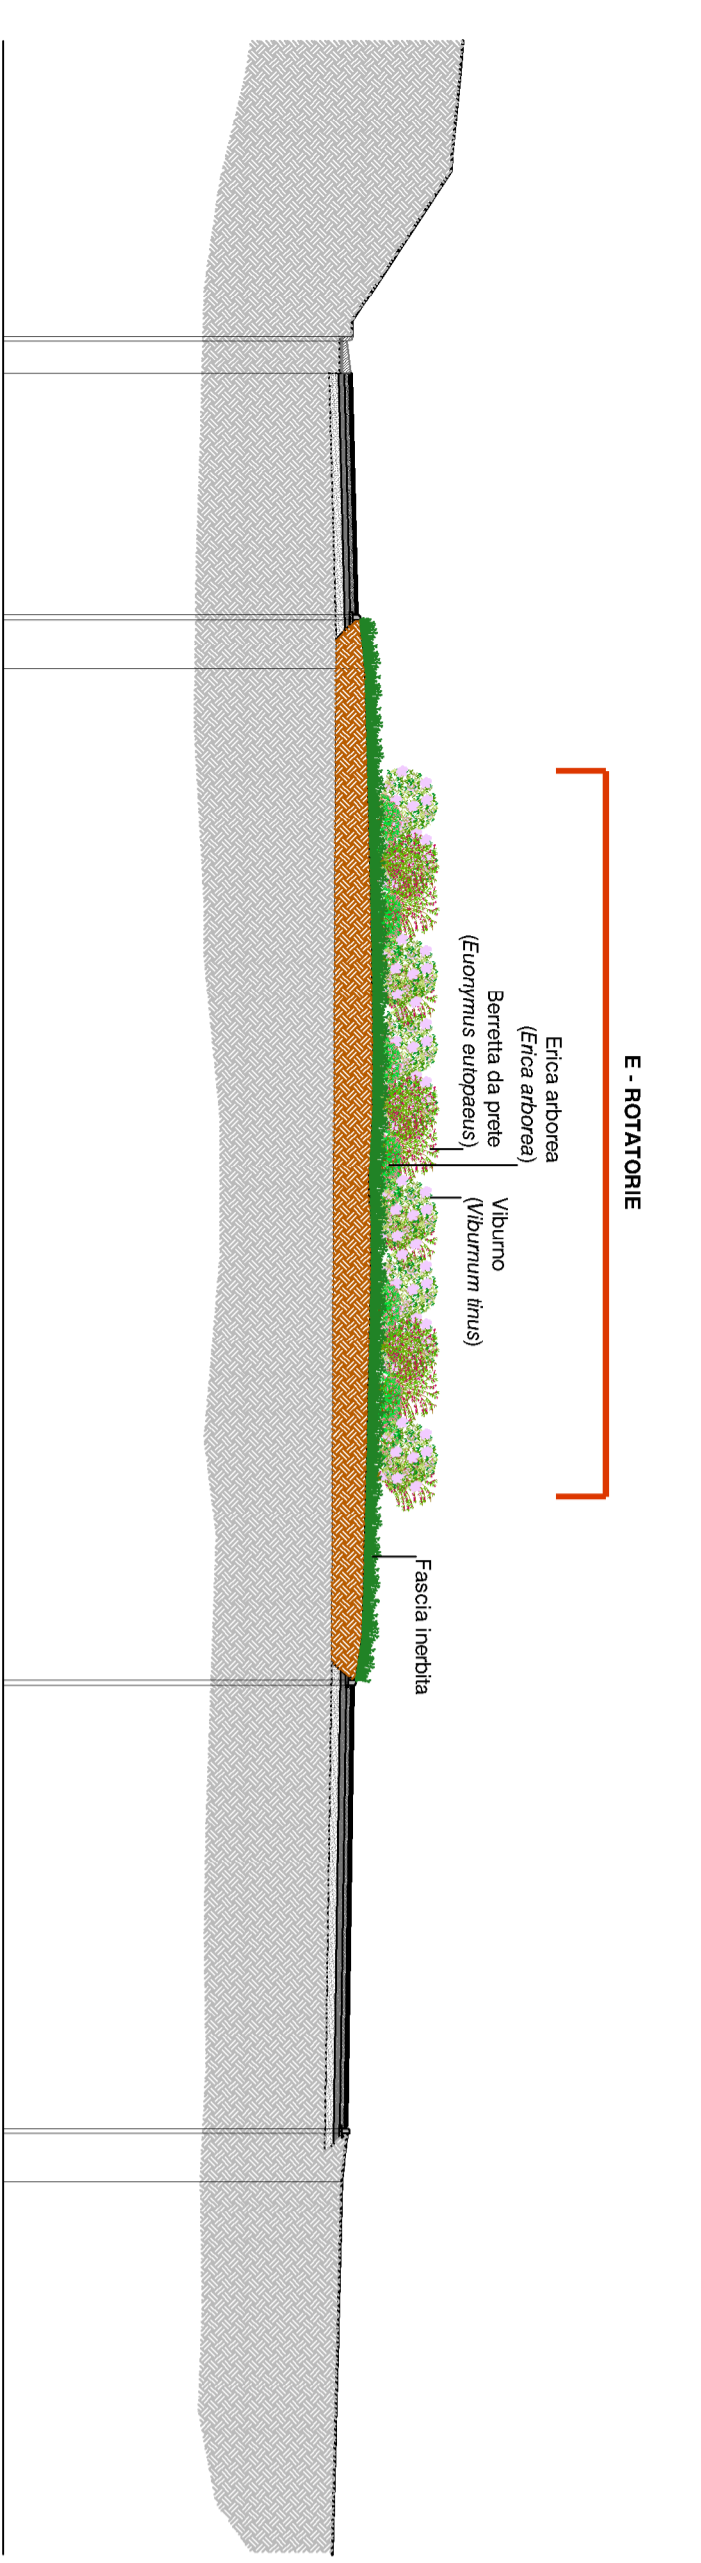 E - ROTATORIE
Erica arborea
(Erica arborea)
Berretta da prete
(Euonymus eutopaeus)
Viburno
(Viburnum tinus)
Fascia inerbita